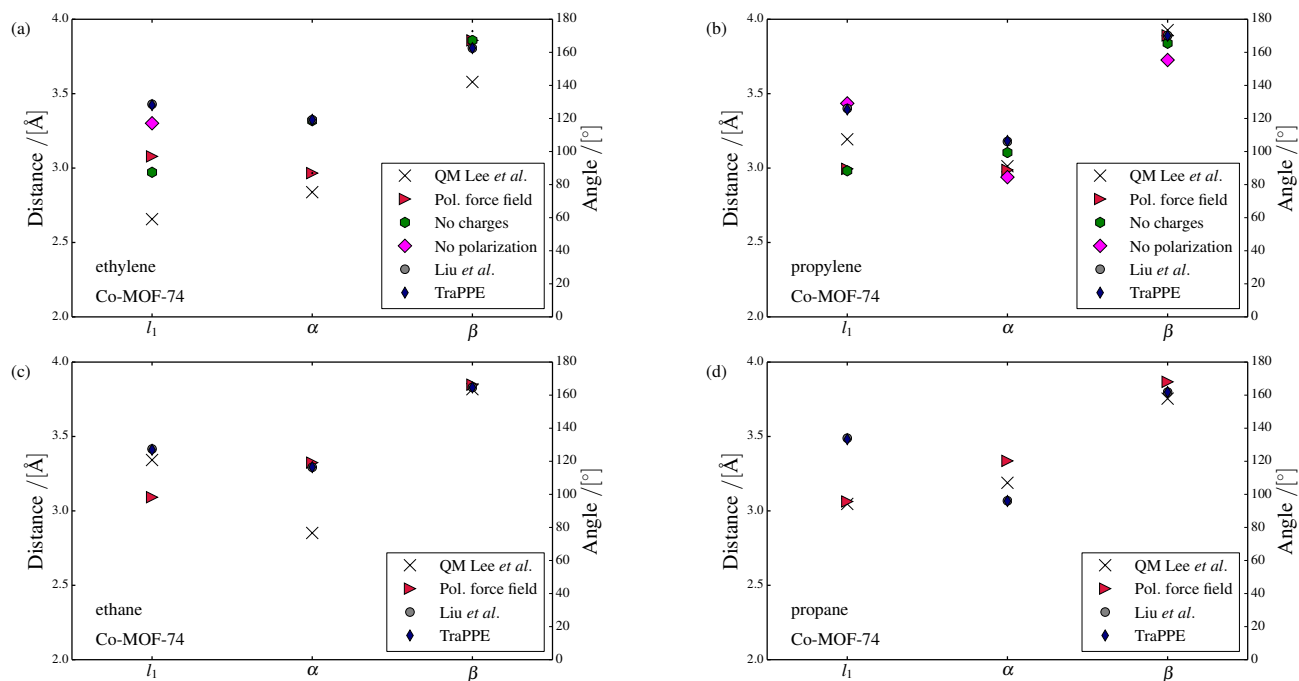 (a)
4.0
3.5
3.0
2.5
2.0
Distance / [Å]
180
160
140
120
100
80
60
40
20
0
Angle / [°]
QM Lee et al.
Pol. force field
No charges
No polarization
Liu et al.
TraPPE
ethylene
Co-MOF-74
l₁
α
β
(b)
4.0
3.5
3.0
2.5
2.0
Distance / [Å]
180
160
140
120
100
80
60
40
20
0
Angle / [°]
QM Lee et al.
Pol. force field
No charges
No polarization
Liu et al.
TraPPE
propylene
Co-MOF-74
l₁
α
β
(c)
4.0
3.5
3.0
2.5
2.0
Distance / [Å]
180
160
140
120
100
80
60
40
20
0
Angle / [°]
QM Lee et al.
Pol. force field
Liu et al.
TraPPE
ethane
Co-MOF-74
l₁
α
β
(d)
4.0
3.5
3.0
2.5
2.0
Distance / [Å]
180
160
140
120
100
80
60
40
20
0
Angle / [°]
QM Lee et al.
Pol. force field
Liu et al.
TraPPE
propane
Co-MOF-74
l₁
α
β